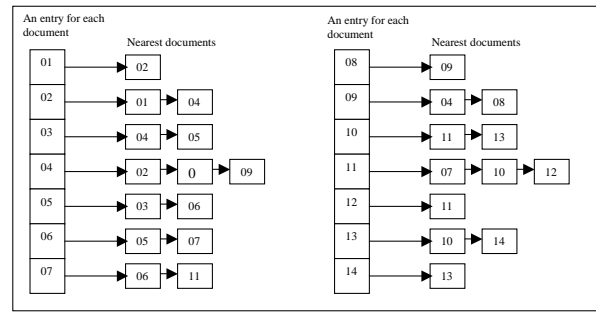 An entry for each
document
Nearest documents
01 02
02 01 04
03 04 05
04 02 0 09
05 03 06
06 05 07
07 06 11
An entry for each
document
Nearest documents
08 09
09 04 08
10 11 13
11 07 10 12
12 11
13 10 14
14 13